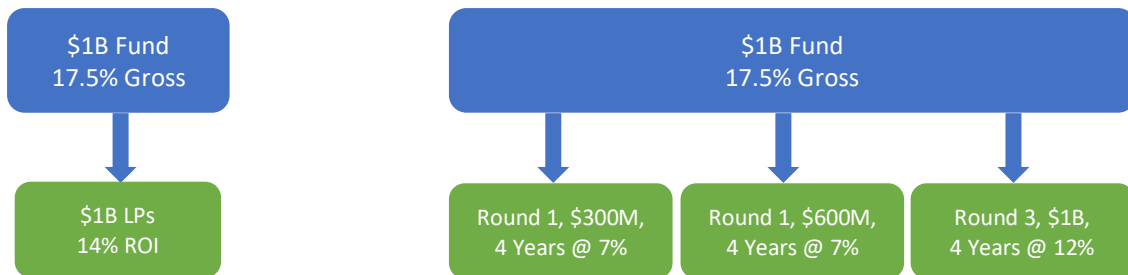 $1B Fund
17.5% Gross
$1B Fund
17.5% Gross
$1B LPs
14% ROI
Round 1, $300M,
4 Years @ 7%
Round 1, $600M,
4 Years @ 7%
Round 3, $1B,
4 Years @ 12%